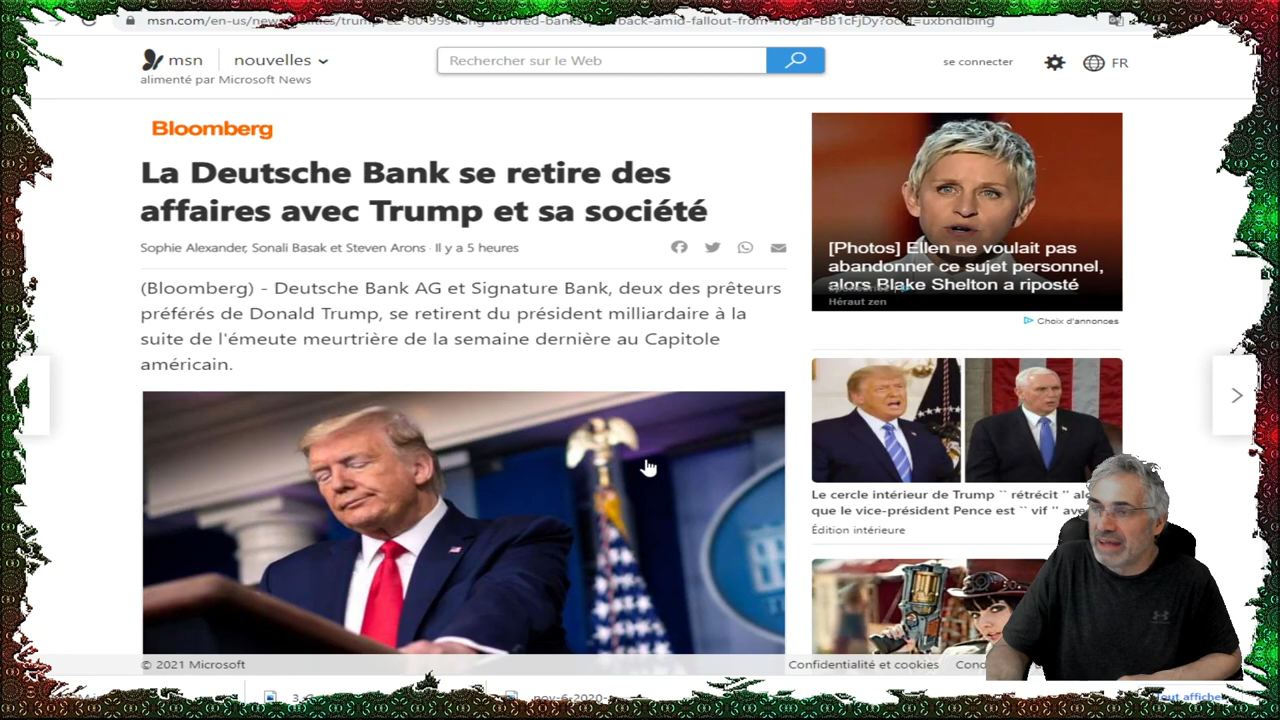 msn nouvelles
alimenté par Microsoft News
Rechercher sur le Web
se connecter
FR
Bloomberg
La Deutsche Bank se retire des
affaires avec Trump et sa société
Sophie Alexander, Sonali Basak et Steven Arons · Il y a 5 heures
(Bloomberg) - Deutsche Bank AG et Signature Bank, deux des prêteurs
préférés de Donald Trump, se retirent du président milliardaire à la
suite de l'émeute meurtrière de la semaine dernière au Capitole
américain.
[Photos] Ellen ne voulait pas
abandonner ce sujet personnel,
alors Blake Shelton a riposté
Héraut zen
Choix d'annonces
Le cercle intérieur de Trump `` rétrécit ''
que le vice-président Pence est `` vif ''
Édition intérieure
© 2021 Microsoft
Confidentialité et cookies
nov-6-2020-